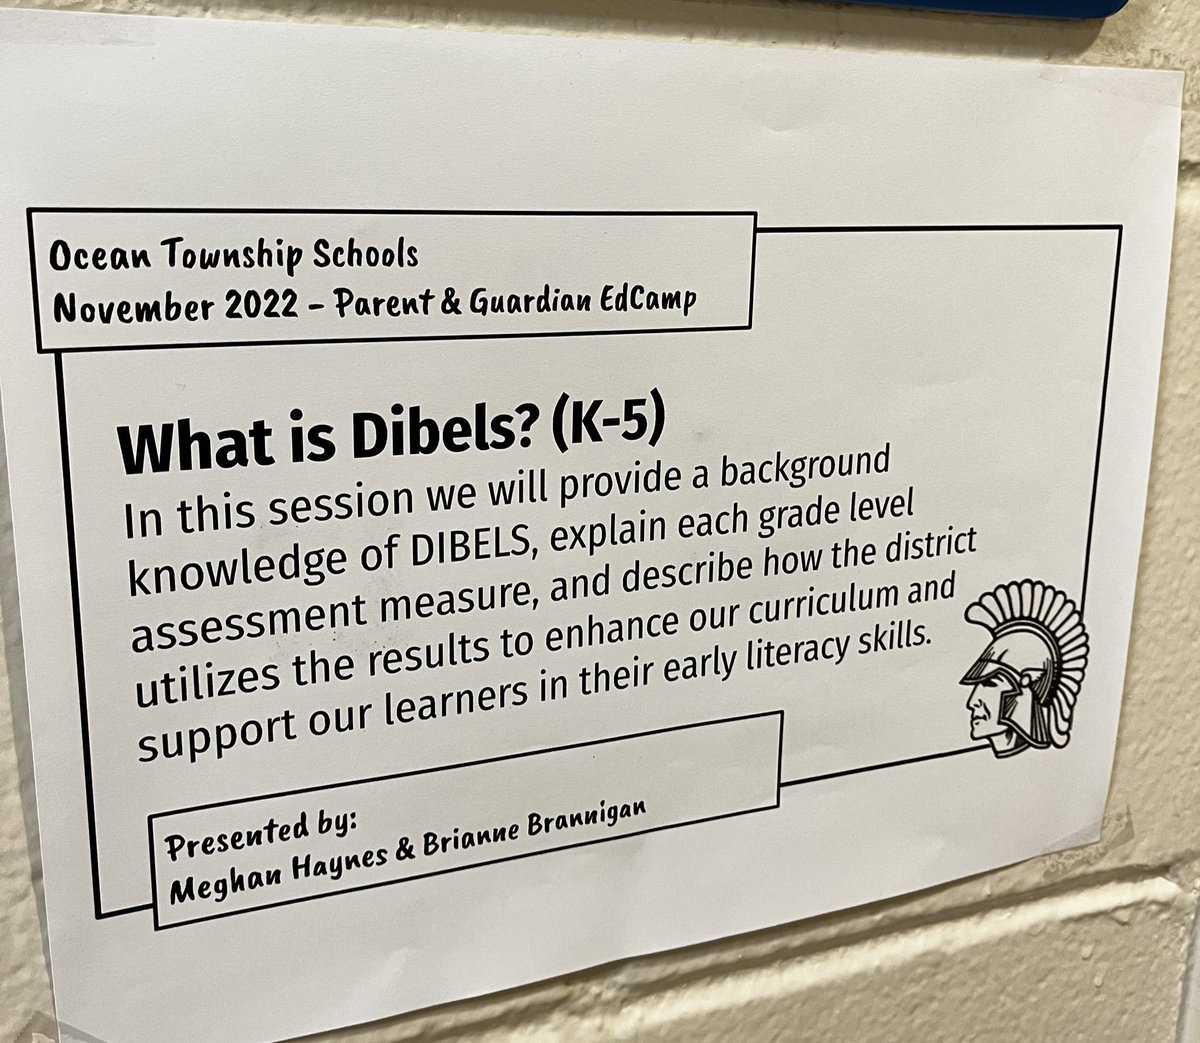 Ocean Township Schools
November 2022 - Parent & Guardian EdCamp
What is Dibels? (K-5)
In this session we will provide a background
knowledge of DIBELS, explain each grade level
assessment measure, and describe how the district
utilizes the results to enhance our curriculum and
support our learners in their early literacy skills.
Presented by:
Meghan Haynes & Brianne Brannigan